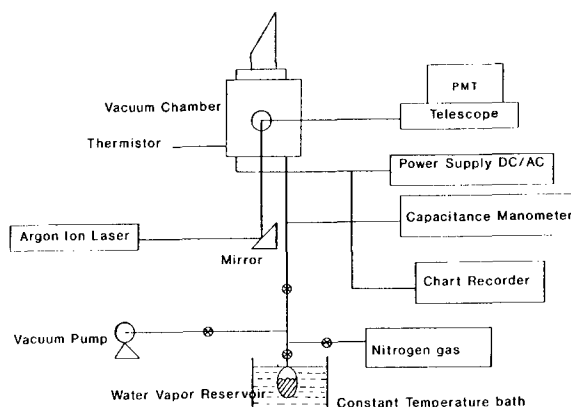 PMT
Telescope
Vacuum Chamber
Thermistor
Power Supply DC/AC
Capacitance Manometer
Argon Ion Laser
Mirror
Chart Recorder
Vacuum Pump
Nitrogen gas
Water Vapor Reservoir
Constant Temperature bath